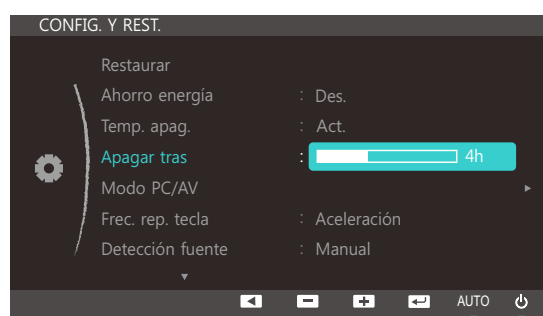 CONFIG. Y REST.
Restaurar
Ahorro energía : Des.
Temp. apag. : Act.
Apagar tras : 4h
Modo PC/AV
Frec. rep. tecla : Aceleración
Detección fuente : Manual
AUTO